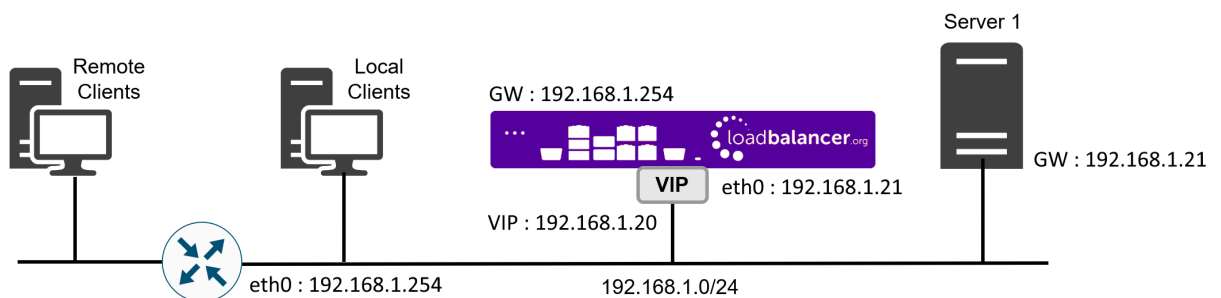 Server 1
Remote
Clients
Local
Clients
GW : 192.168.1.254
loadbalancer.org
GW : 192.168.1.21
VIP
eth0 : 192.168.1.21
VIP : 192.168.1.20
eth0 : 192.168.1.254
192.168.1.0/24